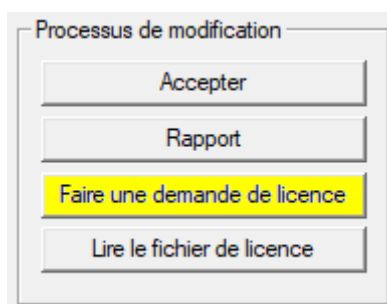 Processus de modification
Accepter
Rapport
Faire une demande de licence
Lire le fichier de licence